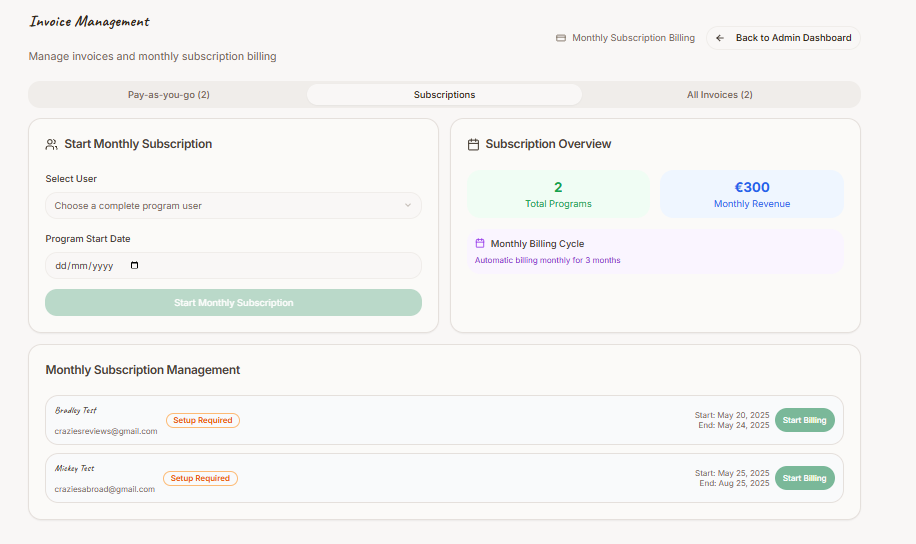 Invoice Management
Manage invoices and monthly subscription billing
Monthly Subscription Billing
Back to Admin Dashboard
Pay-as-you-go (2)
Subscriptions
All Invoices (2)
Start Monthly Subscription
Select User
Choose a complete program user
Program Start Date
dd/mm/yyyy
Start Monthly Subscription
Subscription Overview
2
Total Programs
€300
Monthly Revenue
Monthly Billing Cycle
Automatic billing monthly for 3 months
Monthly Subscription Management
Bradley Test
craziesreviews@gmail.com
Setup Required
Start: May 20, 2025
End: May 24, 2025
Start Billing
Mickey Test
craziesabroad@gmail.com
Setup Required
Start: May 25, 2025
End: Aug 25, 2025
Start Billing